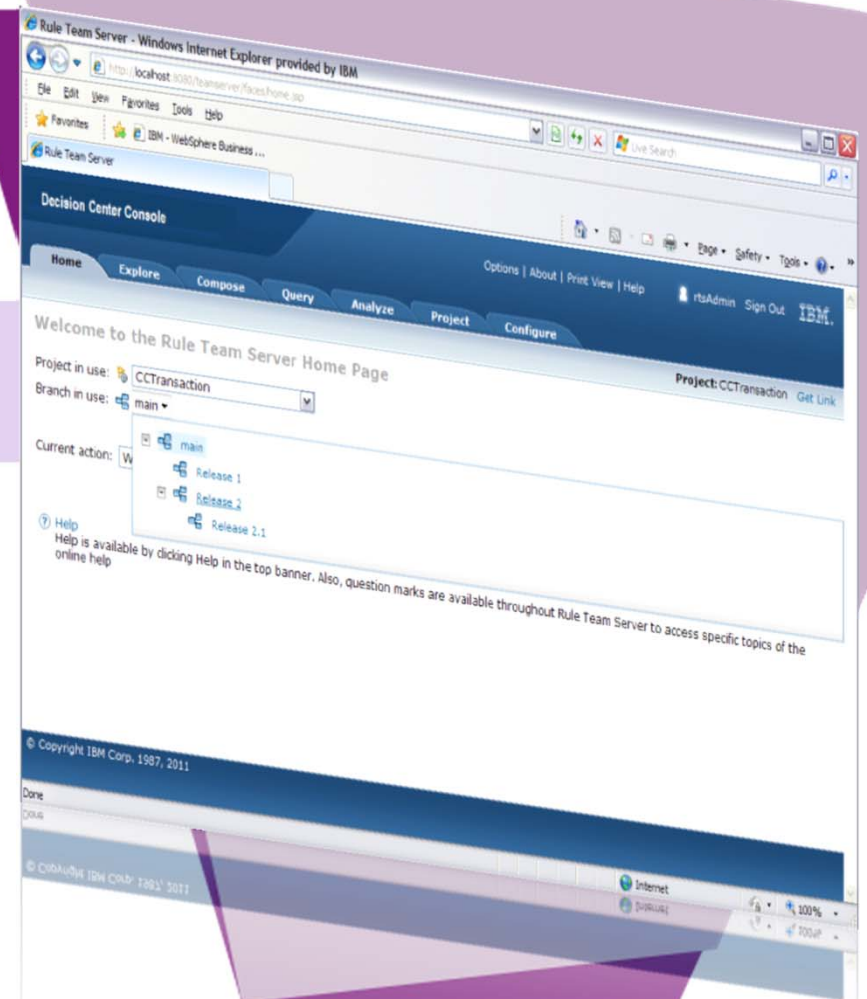 Rule Team Server - Windows Internet Explorer provided by IBM
http://localhost:8080/teamserver/faces/home.jsp
Live Search
File Edit View Favorites Tools Help
Favorites IBM - WebSphere Business ...
Rule Team Server
Page Safety Tools
Decision Center Console
Options | About | Print View | Help
rtsAdmin Sign Out IBM.
Home Explore Compose Query Analyze Project Configure
Project: CCTransaction Get Link
Welcome to the Rule Team Server Home Page
Project in use: CCTransaction
Branch in use: main
main
Release 1
Release 2
Release 2.1
Current action: W
Help
Help is available by clicking Help in the top banner. Also, question marks are available throughout Rule Team Server to access specific topics of the
online help
© Copyright IBM Corp. 1987, 2011
Done
Internet
100%